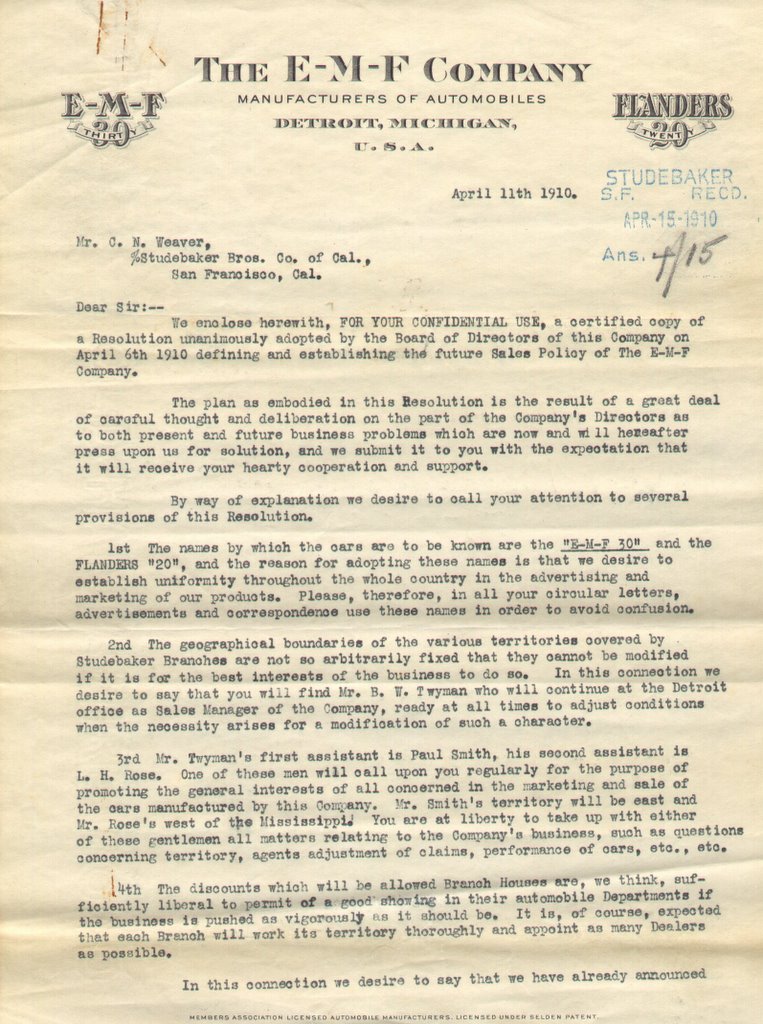 THE E-M-F COMPANY
MANUFACTURERS OF AUTOMOBILES
DETROIT, MICHIGAN,
U.S.A.
E-M-F
30
THIRTY
FLANDERS
20
TWENTY
April 11th 1910.
STUDEBAKER
S.F. RECD.
APR-15-1910
Ans. 4/15
Mr. C. N. Weaver,
%Studebaker Bros. Co. of Cal.,
San Francisco, Cal.
Dear Sir:--
We enclose herewith, FOR YOUR CONFIDENTIAL USE, a certified copy of
a Resolution unanimously adopted by the Board of Directors of this Company on
April 6th 1910 defining and establishing the future Sales Policy of The E-M-F
Company.
The plan as embodied in this Resolution is the result of a great deal
of careful thought and deliberation on the part of the Company's Directors as
to both present and future business problems which are now and will hereafter
press upon us for solution, and we submit it to you with the expectation that
it will receive your hearty cooperation and support.
By way of explanation we desire to call your attention to several
provisions of this Resolution.
1st The names by which the cars are to be known are the "E-M-F 30" and the
FLANDERS "20", and the reason for adopting these names is that we desire to
establish uniformity throughout the whole country in the advertising and
marketing of our products. Please, therefore, in all your circular letters,
advertisements and correspondence use these names in order to avoid confusion.
2nd The geographical boundaries of the various territories covered by
Studebaker Branches are not so arbitrarily fixed that they cannot be modified
if it is for the best interests of the business to do so. In this connection we
desire to say that you will find Mr. B. W. Twyman who will continue at the Detroit
office as Sales Manager of the Company, ready at all times to adjust conditions
when the necessity arises for a modification of such a character.
3rd Mr. Twyman's first assistant is Paul Smith, his second assistant is
L. H. Rose. One of these men will call upon you regularly for the purpose of
promoting the general interests of all concerned in the marketing and sale of
the cars manufactured by this Company. Mr. Smith's territory will be east and
Mr. Rose's west of the Mississippi. You are at liberty to take up with either
of these gentlemen all matters relating to the Company's business, such as questions
concerning territory, agents adjustment of claims, performance of cars, etc., etc.
4th The discounts which will be allowed Branch Houses are, we think, suf-
ficiently liberal to permit of a good showing in their automobile Departments if
the business is pushed as vigorously as it should be. It is, of course, expected
that each Branch will work its territory thoroughly and appoint as many Dealers
as possible.
In this connection we desire to say that we have already announced
MEMBERS ASSOCIATION LICENSED AUTOMOBILE MANUFACTURERS. LICENSED UNDER SELDEN PATENT.